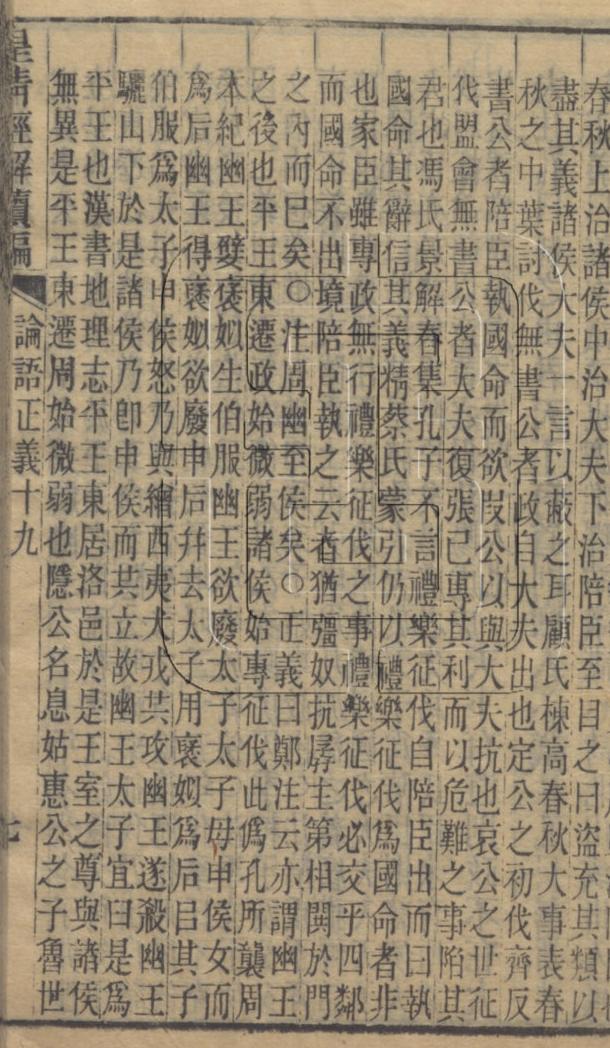 春秋上治諸侯中治大夫下治陪臣至目之曰盜充其類以
盡其義諸侯大夫一言以蔽之耳顧氏棟高春秋大事表春
秋之中葉討伐無書公者政自大夫出也定公之初伐齊反
書公者陪臣執國命而欲叚公以與大夫抗也哀公之世征
伐盟會無書公者大夫復張己專其利而以危難之事陷其
君也馮氏景解春集孔子不言禮樂征伐自陪臣出而曰執
國命其辭信其義精蔡氏蒙引仍以禮樂征伐爲國命者非
也家臣雖專政無行禮樂征伐之事禮樂征伐必交乎四鄰
而國命不出境陪臣執之云者猶彊奴抗孱主第相鬩於門
之內而已矣○注周幽至侯矣○正義曰鄭注云亦謂幽王
之後也平王東遷政始微弱諸侯始專征伐此僞孔所襲周
本紀幽王嬖褒姒生伯服幽王欲廢太子太子母申侯女而
爲后幽王得褒姒欲廢申后幷去太子用褒姒爲后吕其子
伯服爲太子申侯怒乃與繒西夷犬戎共攻幽王遂殺幽王
驪山下於是諸侯乃卽申侯而共立故幽王太子宜臼是爲
平王也漢書地理志平王東居洛邑於是王室之尊與諸侯
無異是平王東遷周始微弱也隱公名息姑惠公之子魯世
皇淸經解續編 論語正義十九 七